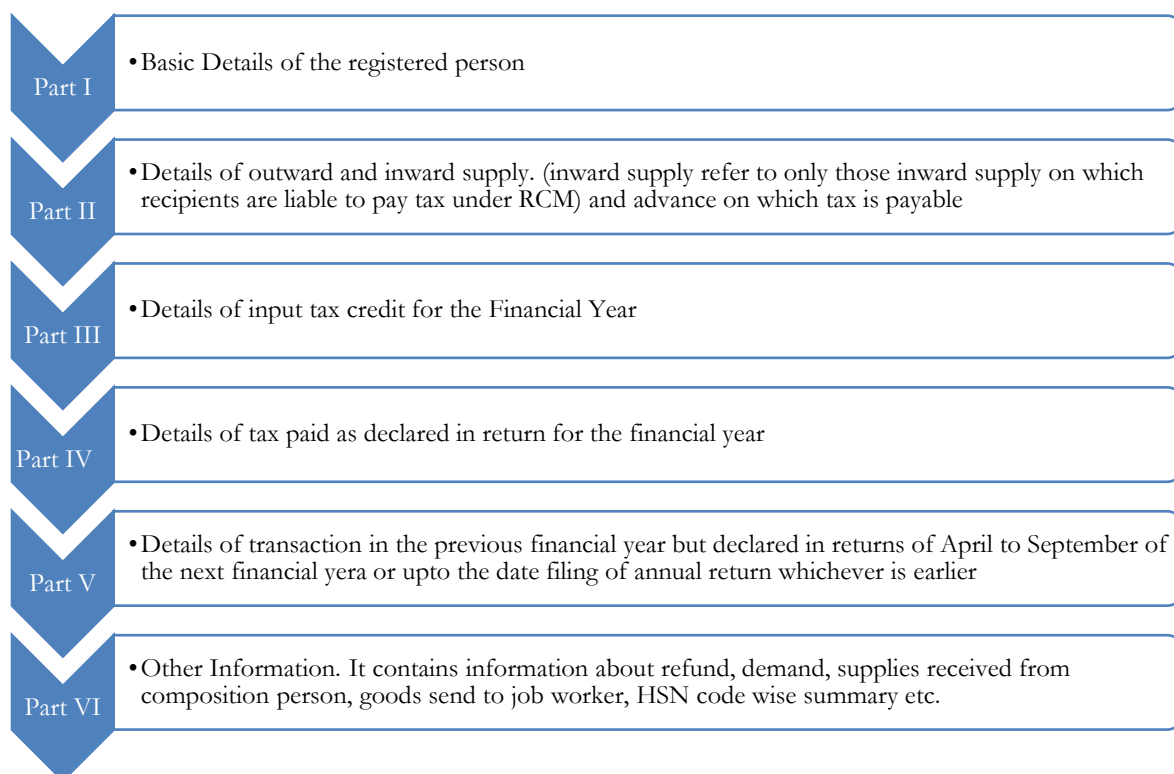 Part I
•Basic Details of the registered person
Part II
•Details of outward and inward supply. (inward supply refer to only those inward supply on which
recipients are liable to pay tax under RCM) and advance on which tax is payable
Part III
•Details of input tax credit for the Financial Year
Part IV
•Details of tax paid as declared in return for the financial year
Part V
•Details of transaction in the previous financial year but declared in returns of April to September of
the next financial yera or upto the date filing of annual return whichever is earlier
Part VI
•Other Information. It contains information about refund, demand, supplies received from
composition person, goods send to job worker, HSN code wise summary etc.